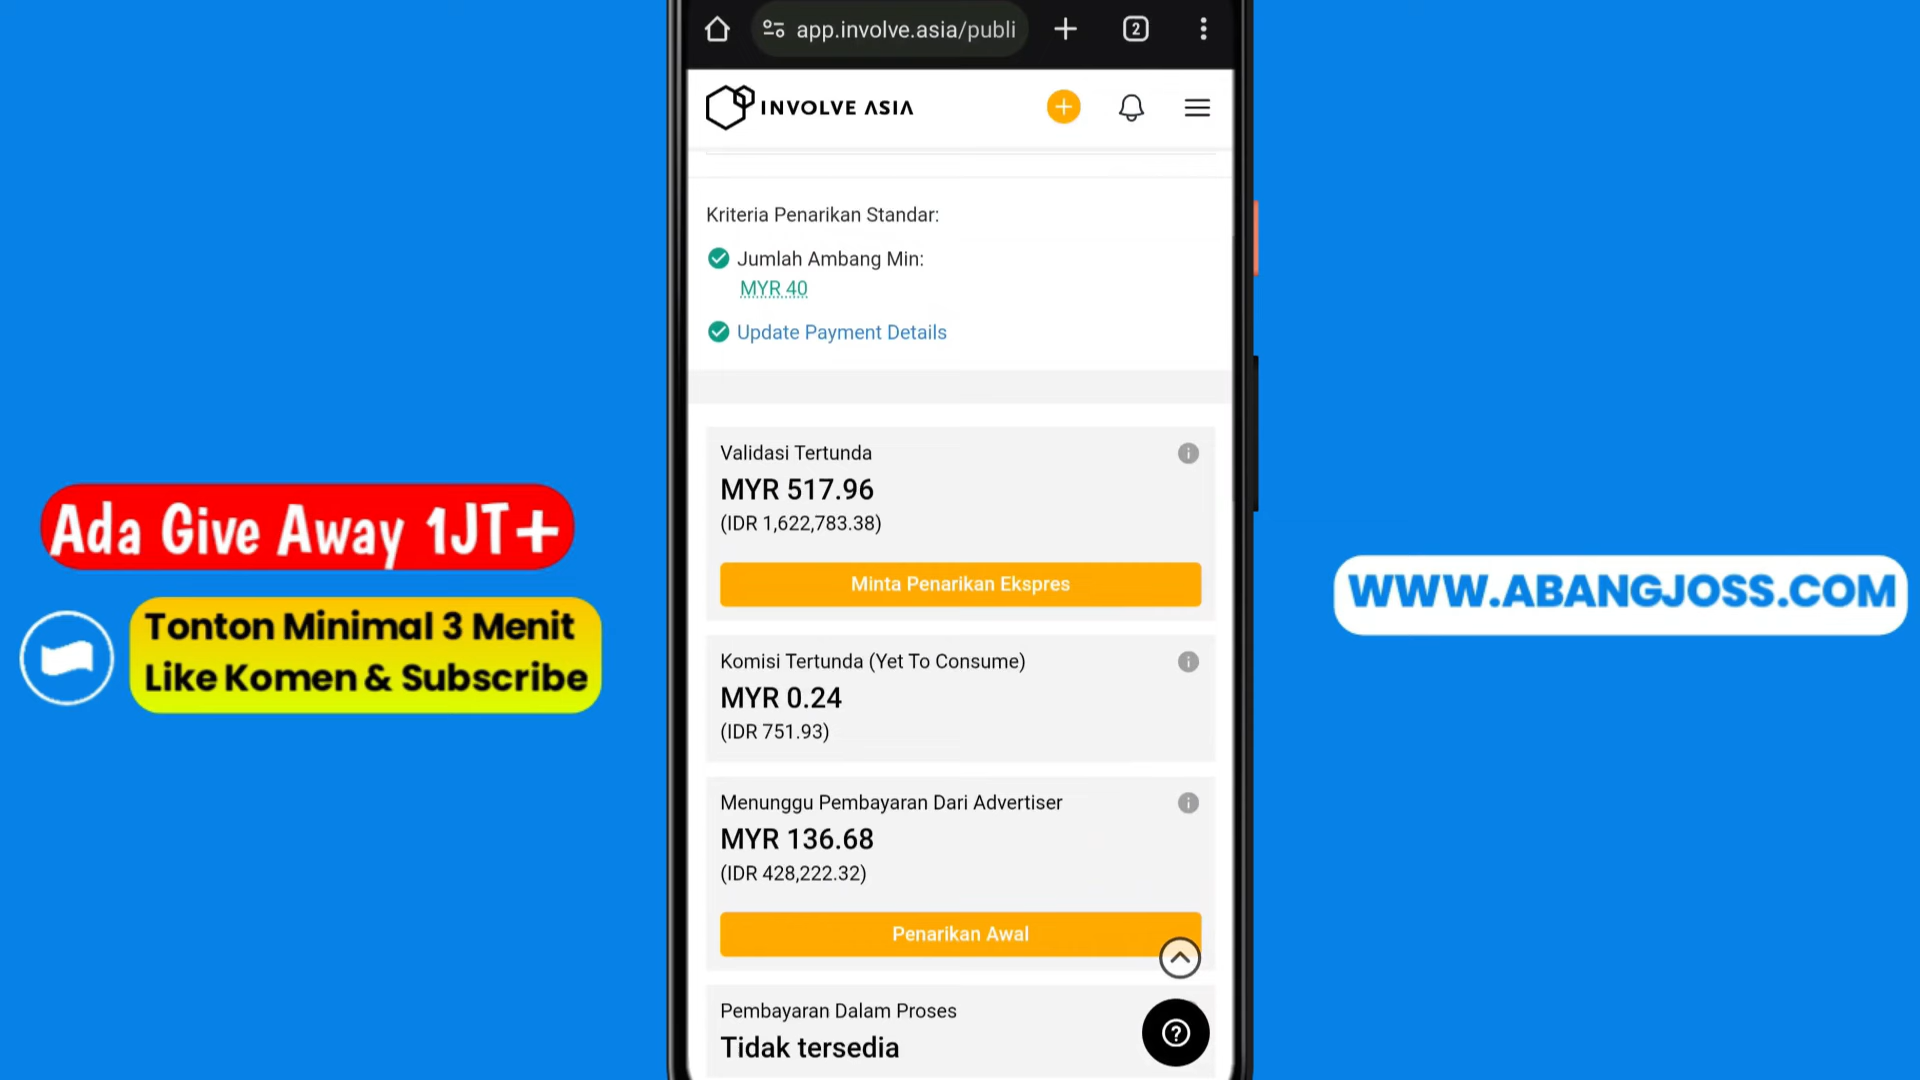 app.involve.asia/publi
2
INVOLVE ASIA
Kriteria Penarikan Standar:
Jumlah Ambang Min:
MYR 40
Update Payment Details
Validasi Tertunda
MYR 517.96
(IDR 1,622,783.38)
Minta Penarikan Ekspres
Komisi Tertunda (Yet To Consume)
MYR 0.24
(IDR 751.93)
Menunggu Pembayaran Dari Advertiser
MYR 136.68
(IDR 428,222.32)
Penarikan Awal
Pembayaran Dalam Proses
Tidak tersedia
Ada Give Away 1JT+
Tonton Minimal 3 Menit
Like Komen & Subscribe
WWW.ABANGJOSS.COM